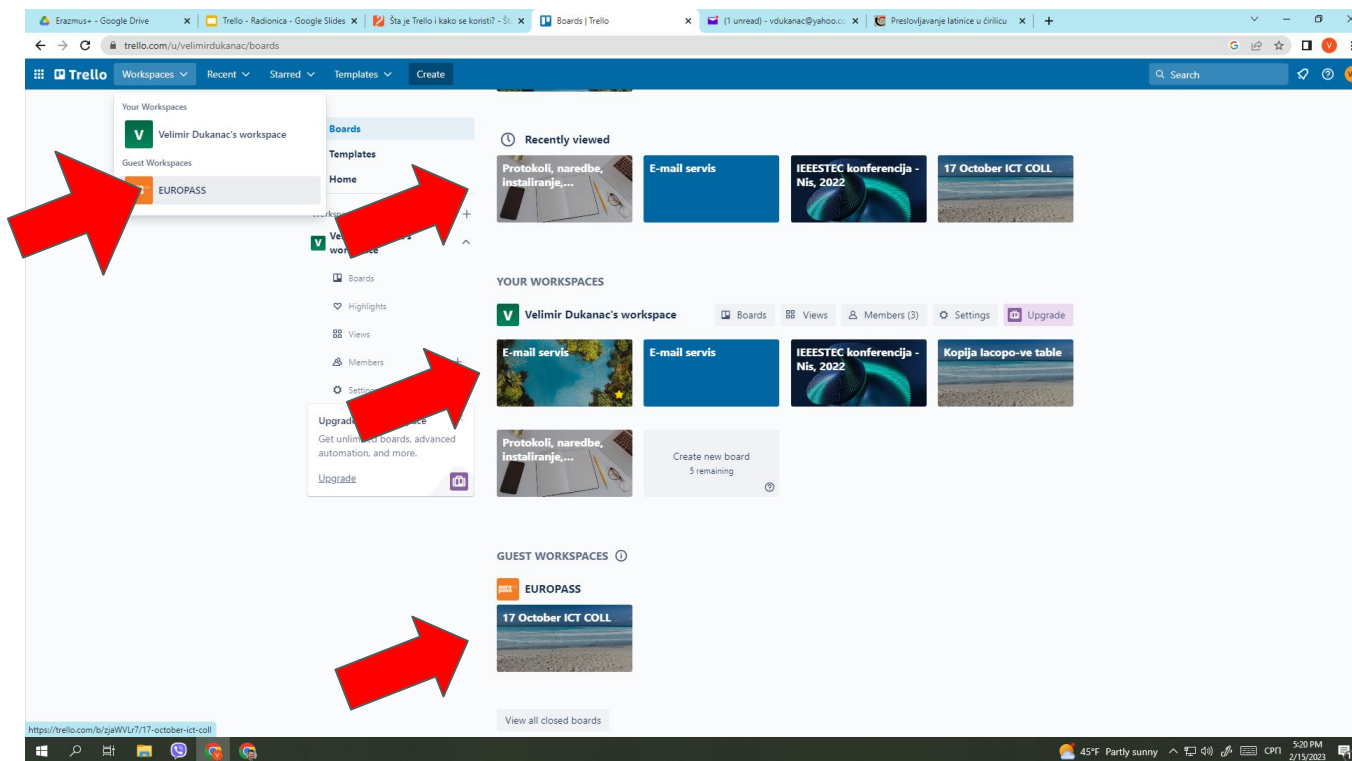 Erazmus+ - Google Drive
Trello - Radionica - Google Slides
Šta je Trello i kako se koristi? -
Boards | Trello
(1 unread) - vdukanac@yahoo.cc
Preslovljavanje latinice u ćirilicu
trello.com/u/velimirdukanac/boards
Trello Workspaces Recent Starred Templates Create
Search
Your Workspaces
V Velimir Dukanac's workspace
Guest Workspaces
EUROPASS
Boards
Templates
Home
V
Boards
Highlights
Views
Members
Upgrade
Get unlimited boards, advanced
automation, and more.
Upgrade
Recently viewed
Protokoli, naredbe,
instaliranje,...
E-mail servis
IEEESTEC konferencija -
Nis, 2022
17 October ICT COLL
YOUR WORKSPACES
V Velimir Dukanac's workspace
Boards Views Members (3) Settings Upgrade
E-mail servis
E-mail servis
IEEESTEC konferencija -
Nis, 2022
Kopija Iacopo-ve table
Protokoli, naredbe,
instaliranje,...
Create new board
5 remaining
GUEST WORKSPACES
EUROPASS
17 October ICT COLL
View all closed boards
https://trello.com/b/zjaWVLr7/17-october-ict-coll
45°F Partly sunny
СРП
5:20 PM
2/15/2023